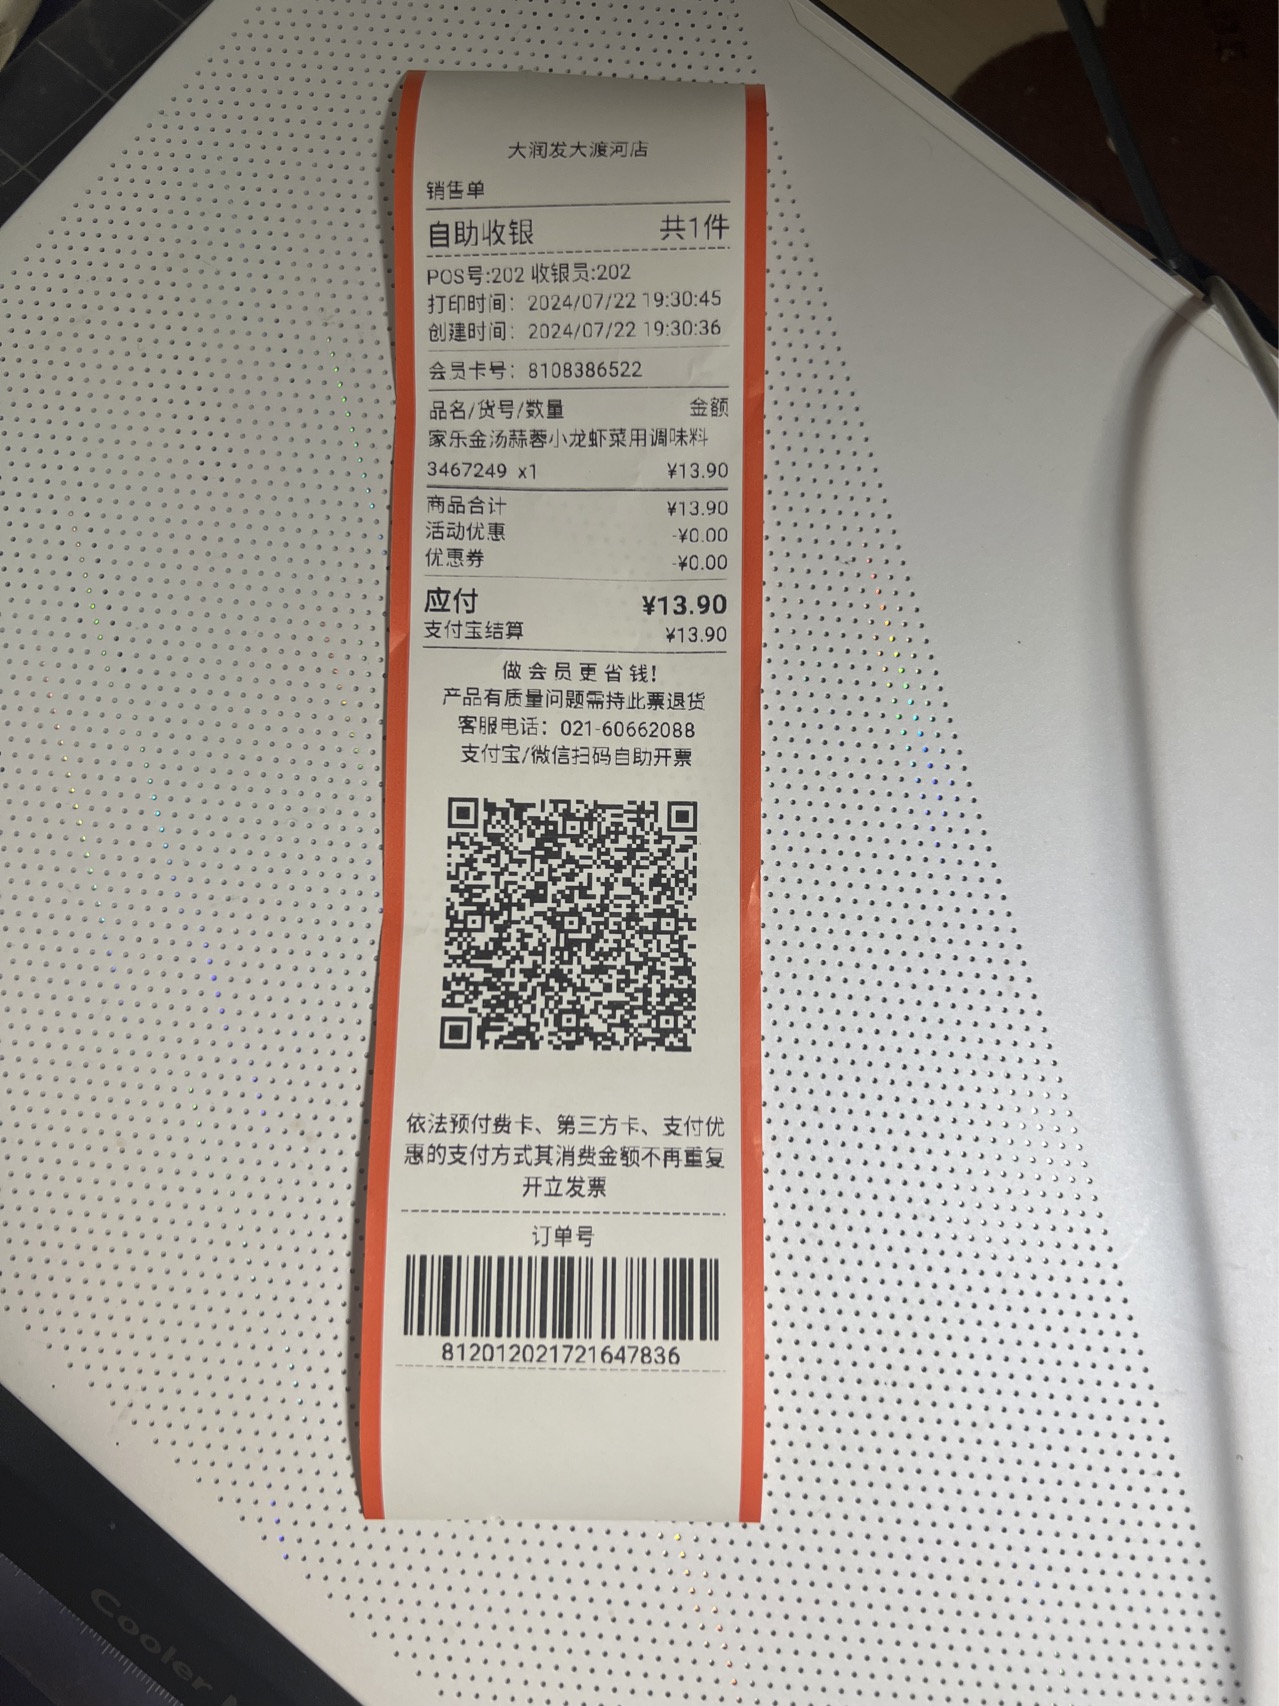 大润发大渡河店
销售单
自助收银 共1件
POS号:202 收银员:202
打印时间： 2024/07/22 19:30:45
创建时间： 2024/07/22 19:30:36
会员卡号： 8108386522
品名/货号/数量 金额
家乐金汤蒜蓉小龙虾菜用调味料
3467249 x1 ¥13.90
商品合计 ¥13.90
活动优惠 -¥0.00
优惠券 -¥0.00
应付 ¥13.90
支付宝结算 ¥13.90
做会员更省钱!
产品有质量问题需持此票退货
客服电话： 021-60662088
支付宝/微信扫码自助开票
依法预付费卡、第三方卡、支付优
惠的支付方式其消费金额不再重复
开立发票
订单号
812012021721647836
Cooler